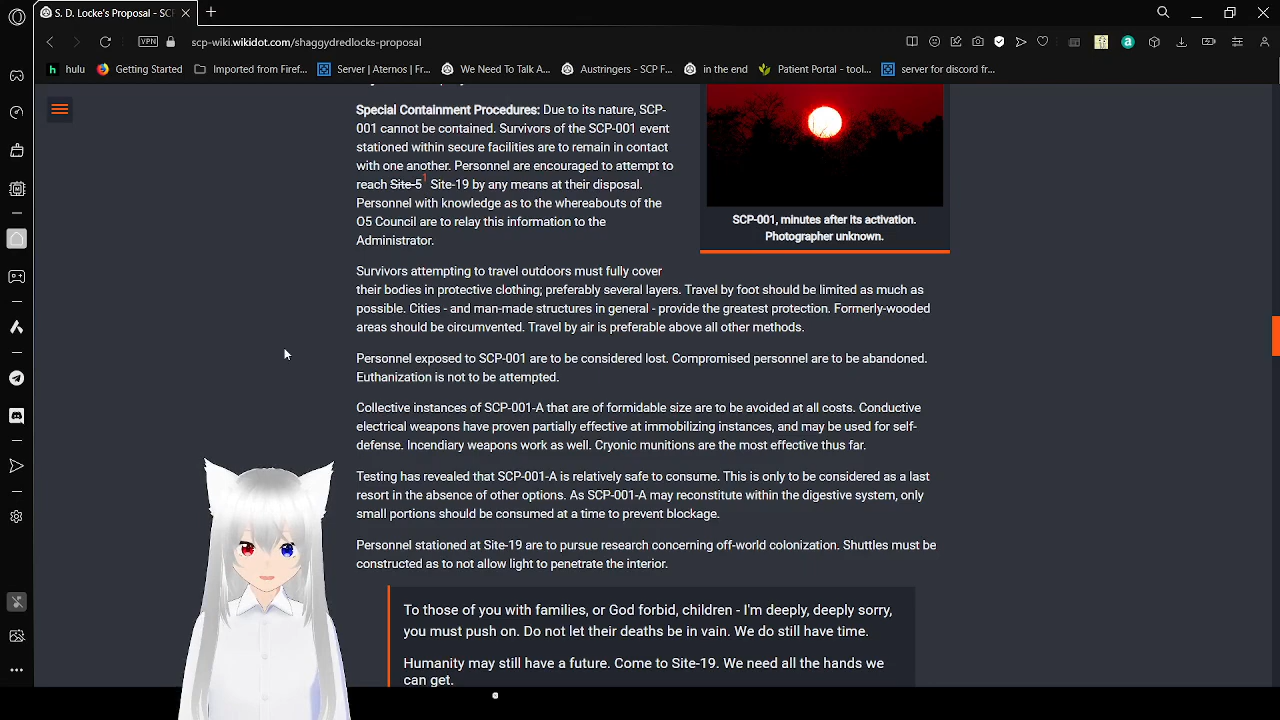 S. D. Locke's Proposal - SCP
scp-wiki.wikidot.com/shaggydredlocks-proposal
VPN
hulu
Getting Started
Imported from Firef...
Server | Aternos | Fr...
We Need To Talk A...
Austringers - SCP F...
in the end
Patient Portal - tool...
server for discord fr...
Special Containment Procedures: Due to its nature, SCP-
001 cannot be contained. Survivors of the SCP-001 event
stationed within secure facilities are to remain in contact
with one another. Personnel are encouraged to attempt to
reach Site-5¹ Site-19 by any means at their disposal.
Personnel with knowledge as to the whereabouts of the
O5 Council are to relay this information to the
Administrator.
SCP-001, minutes after its activation.
Photographer unknown.
Survivors attempting to travel outdoors must fully cover
their bodies in protective clothing; preferably several layers. Travel by foot should be limited as much as
possible. Cities - and man-made structures in general - provide the greatest protection. Formerly-wooded
areas should be circumvented. Travel by air is preferable above all other methods.
Personnel exposed to SCP-001 are to be considered lost. Compromised personnel are to be abandoned.
Euthanization is not to be attempted.
Collective instances of SCP-001-A that are of formidable size are to be avoided at all costs. Conductive
electrical weapons have proven partially effective at immobilizing instances, and may be used for self-
defense. Incendiary weapons work as well. Cryonic munitions are the most effective thus far.
Testing has revealed that SCP-001-A is relatively safe to consume. This is only to be considered as a last
resort in the absence of other options. As SCP-001-A may reconstitute within the digestive system, only
small portions should be consumed at a time to prevent blockage.
Personnel stationed at Site-19 are to pursue research concerning off-world colonization. Shuttles must be
constructed as to not allow light to penetrate the interior.
To those of you with families, or God forbid, children - I'm deeply, deeply sorry,
you must push on. Do not let their deaths be in vain. We do still have time.
Humanity may still have a future. Come to Site-19. We need all the hands we
can get.